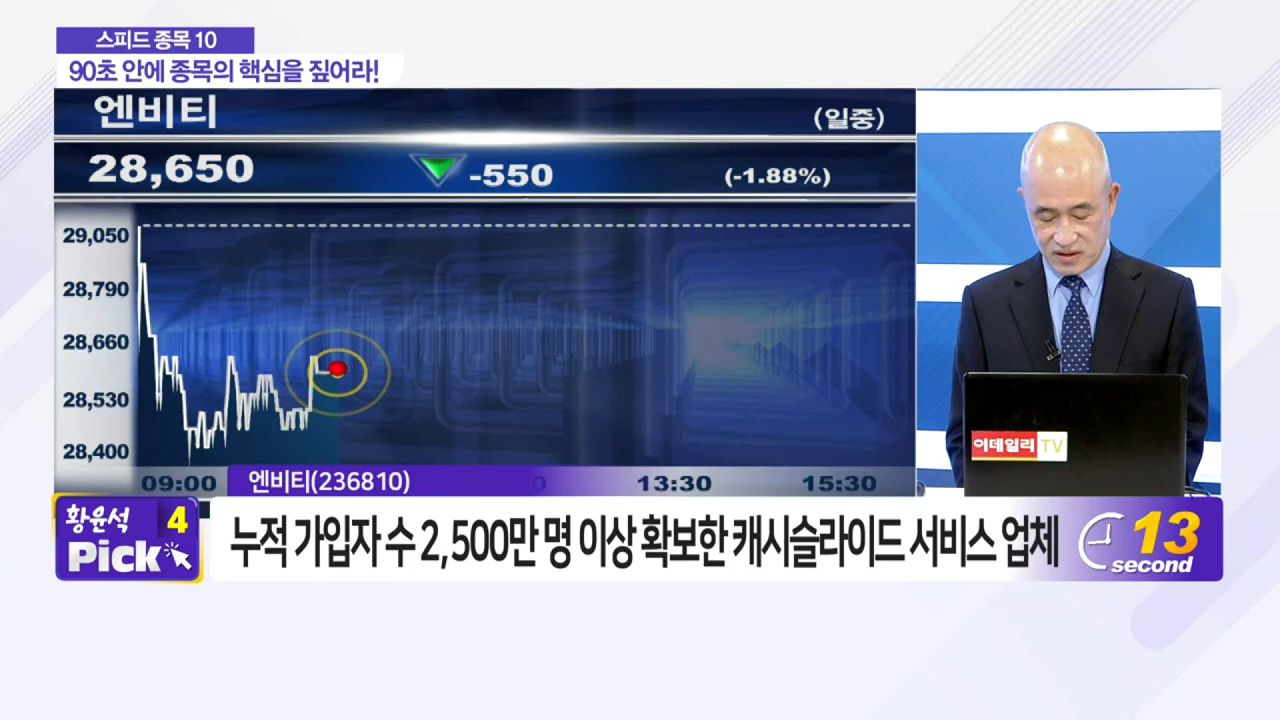 스피드 종목 10
90초 안에 종목의 핵심을 짚어라!
엔비티
(일중)
28,650
-550
(-1.88%)
29,050
28,790
28,660
28,530
28,400
09:00
13:30
15:30
엔비티(236810)
이데일리TV
황윤석
4
Pick
누적 가입자 수 2,500만 명 이상 확보한 캐시슬라이드 서비스 업체
13
second